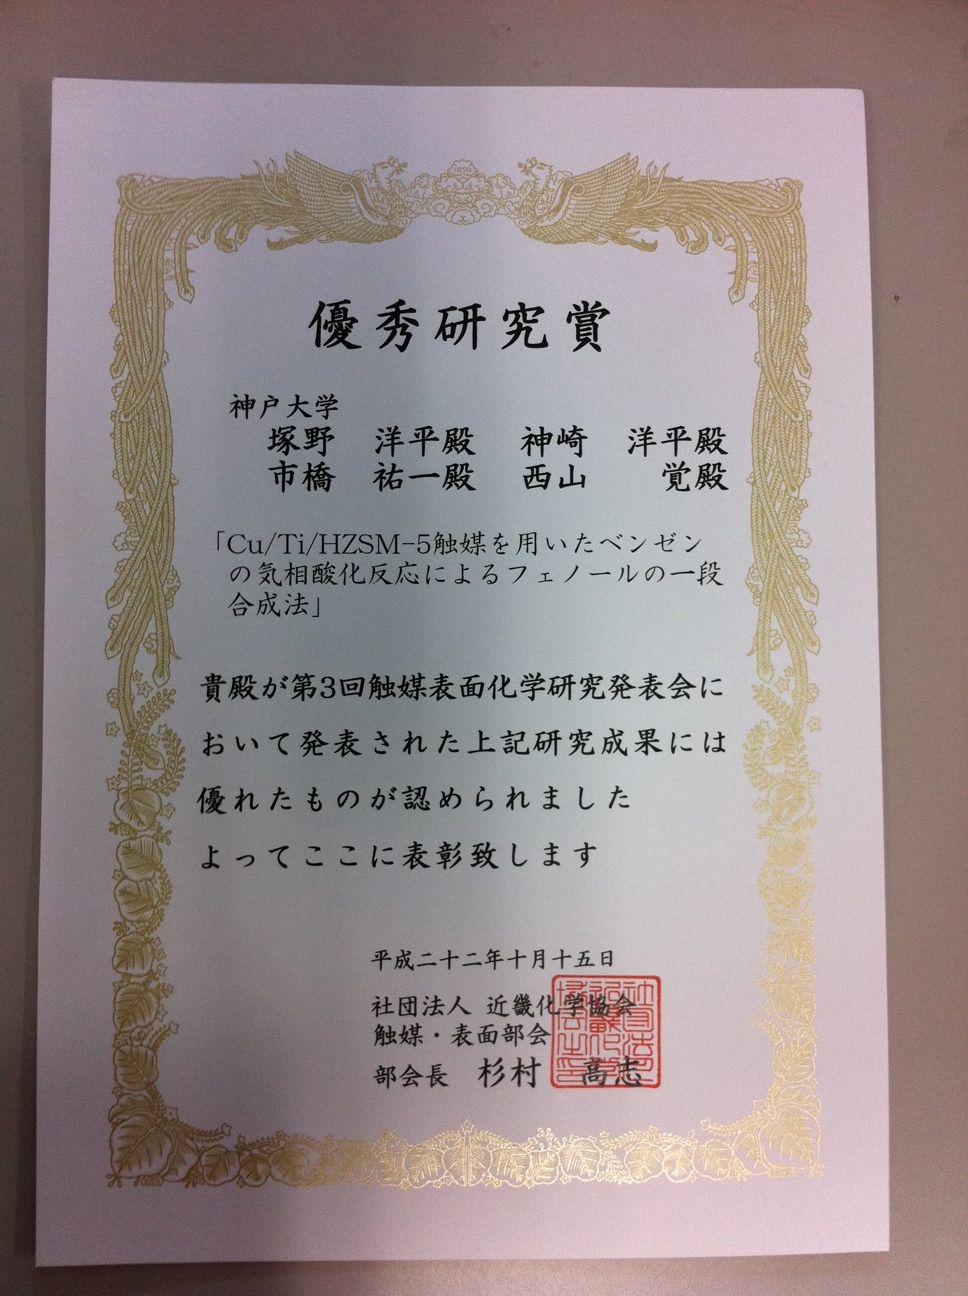 優秀研究賞
神戸大学
塚野 洋平殿 神崎 洋平殿
市橋 祐一殿 西山 覚殿
「Cu/Ti/HZSM-5触媒を用いたベンゼン
の気相酸化反応によるフェノールの一段
合成法」
貴殿が第3回触媒表面化学研究発表会に
おいて発表された上記研究成果には
優れたものが認められました
よってここに表彰致します
平成二十二年十月十五日
社団法人 近畿化学協会
触媒・表面部会
部会長 杉村 高志